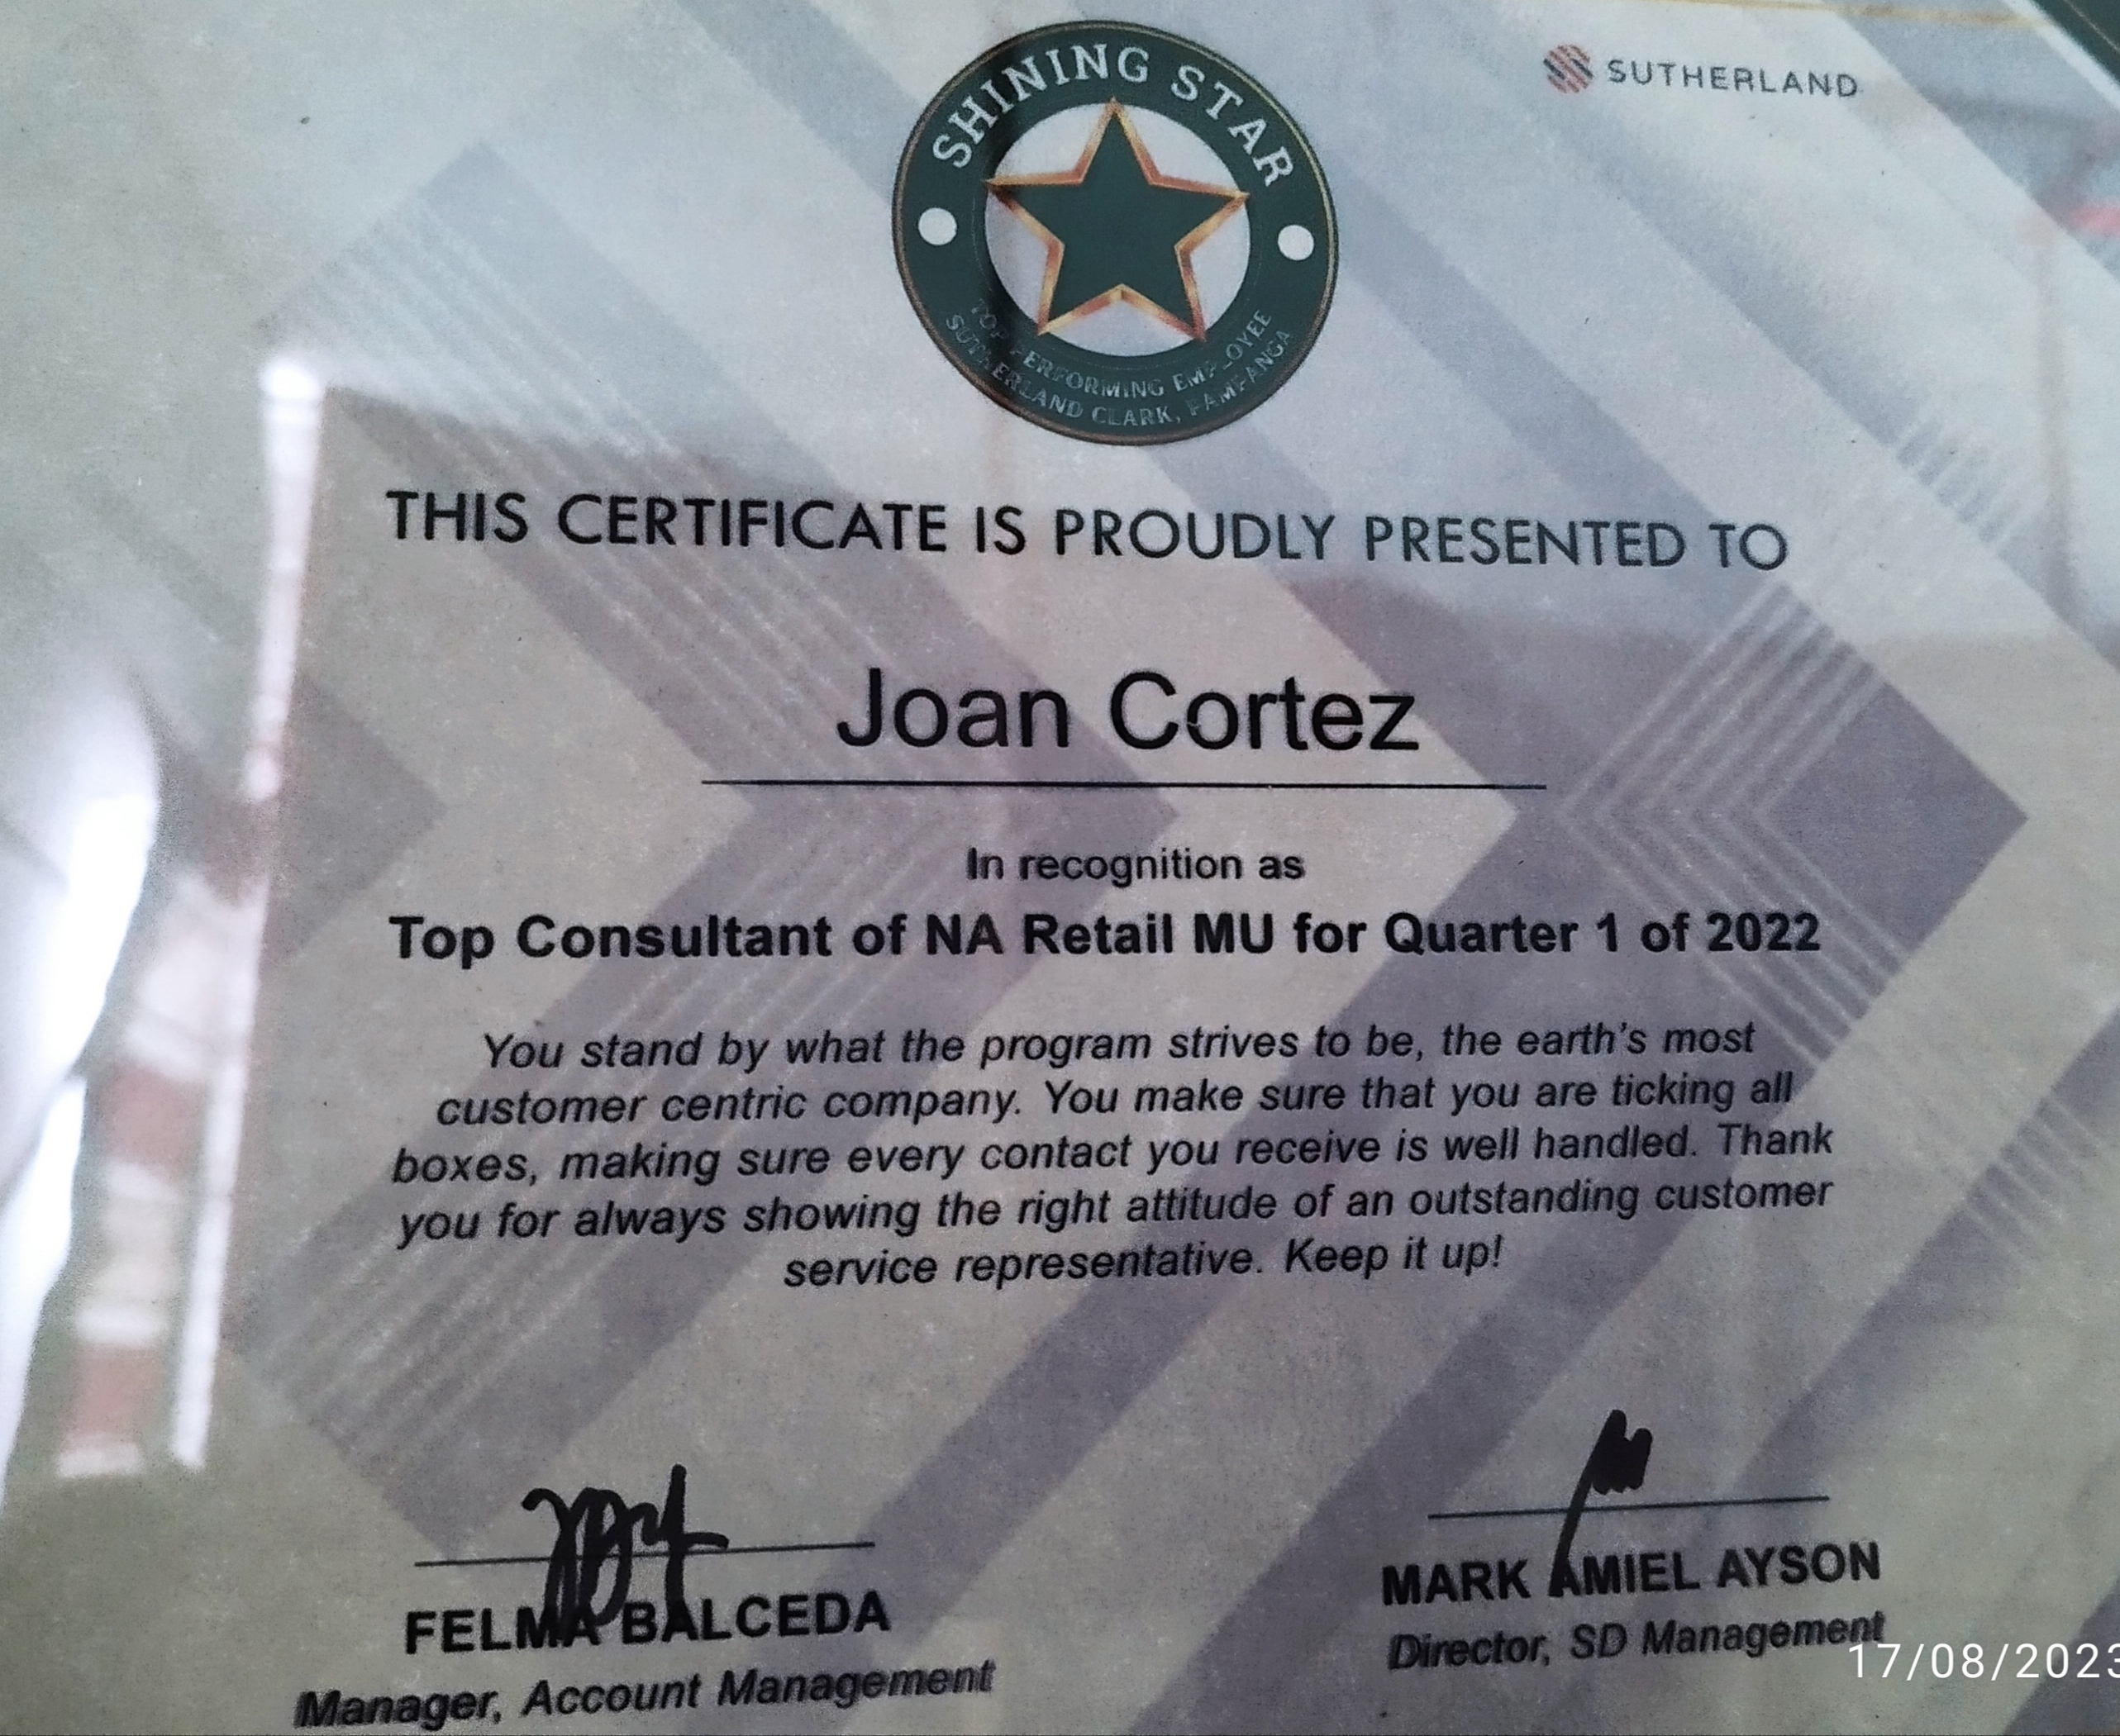 SHINING STAR
SUTHERLAND
TOP PERFORMING EMPLOYEE
SUTHERLAND CLARK, PAMPANGA
THIS CERTIFICATE IS PROUDLY PRESENTED TO
Joan Cortez
In recognition as
Top Consultant of NA Retail MU for Quarter 1 of 2022
You stand by what the program strives to be, the earth's most
customer centric company. You make sure that you are ticking all
boxes, making sure every contact you receive is well handled. Thank
you for always showing the right attitude of an outstanding customer
service representative. Keep it up!
FELMA BALCEDA
Manager, Account Management
MARK AMIEL AYSON
Director, SD Management
17/08/2023